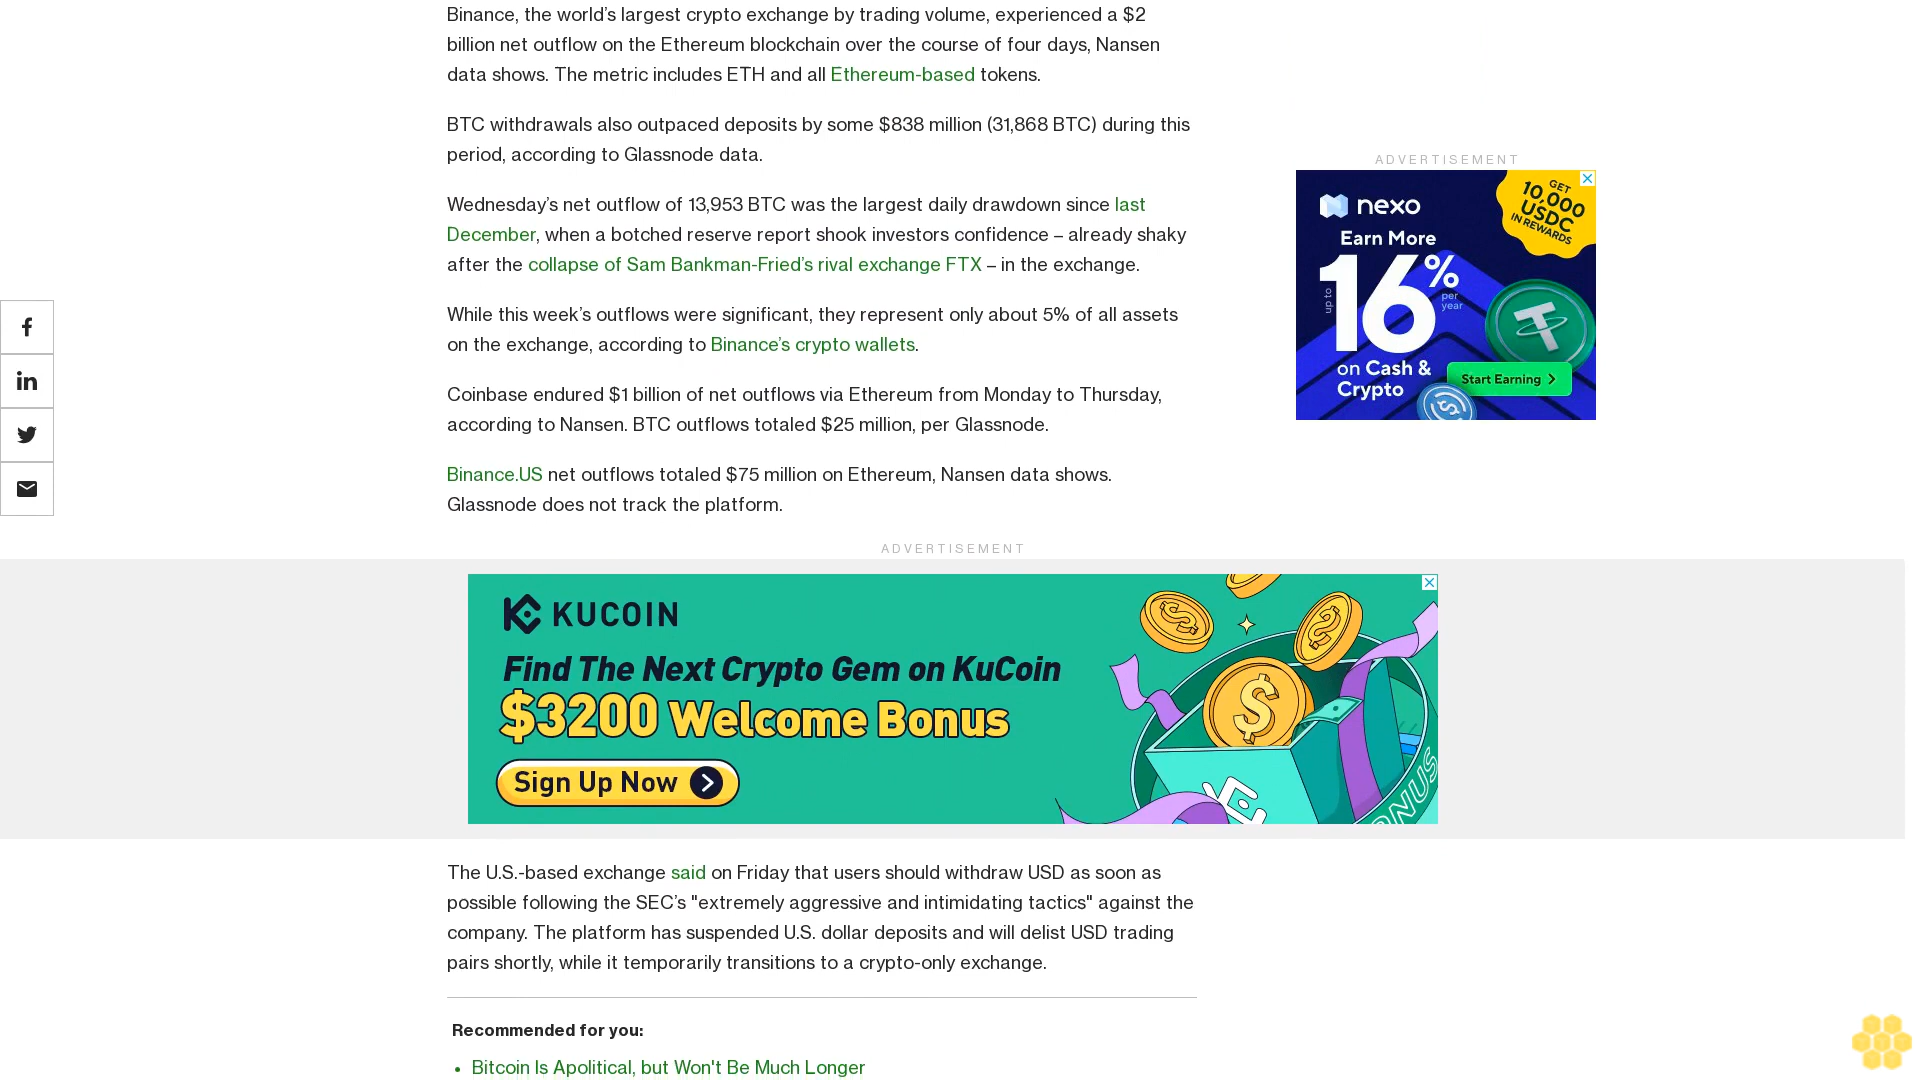 Binance, the world’s largest crypto exchange by trading volume, experienced a $2
billion net outflow on the Ethereum blockchain over the course of four days, Nansen
data shows. The metric includes ETH and all Ethereum-based tokens.
BTC withdrawals also outpaced deposits by some $838 million (31,868 BTC) during this
period, according to Glassnode data.
Wednesday’s net outflow of 13,953 BTC was the largest daily drawdown since last
December, when a botched reserve report shook investors confidence – already shaky
after the collapse of Sam Bankman-Fried’s rival exchange FTX – in the exchange.
While this week’s outflows were significant, they represent only about 5% of all assets
on the exchange, according to Binance’s crypto wallets.
Coinbase endured $1 billion of net outflows via Ethereum from Monday to Thursday,
according to Nansen. BTC outflows totaled $25 million, per Glassnode.
Binance.US net outflows totaled $75 million on Ethereum, Nansen data shows.
Glassnode does not track the platform.
ADVERTISEMENT
nexo
GET
10,000
USDC
IN REWARDS
Earn More
up to
16%
per
year
on Cash &
Crypto
Start Earning
ADVERTISEMENT
KUCOIN
Find The Next Crypto Gem on KuCoin
$3200 Welcome Bonus
Sign Up Now
BONUS
The U.S.-based exchange said on Friday that users should withdraw USD as soon as
possible following the SEC’s "extremely aggressive and intimidating tactics" against the
company. The platform has suspended U.S. dollar deposits and will delist USD trading
pairs shortly, while it temporarily transitions to a crypto-only exchange.
Recommended for you:
• Bitcoin Is Apolitical, but Won't Be Much Longer